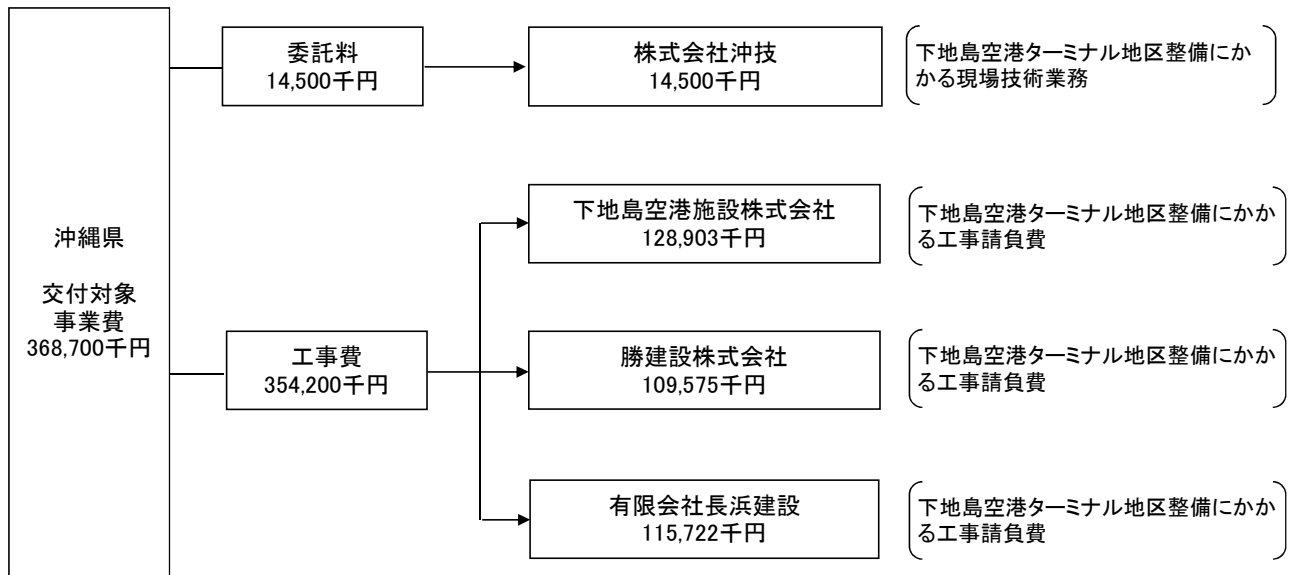 沖縄県
交付対象
事業費
368,700千円
委託料
14,500千円
株式会社沖技
14,500千円
下地島空港ターミナル地区整備にか
かる現場技術業務
工事費
354,200千円
下地島空港施設株式会社
128,903千円
下地島空港ターミナル地区整備にかか
る工事請負費
勝建設株式会社
109,575千円
下地島空港ターミナル地区整備にかか
る工事請負費
有限会社長浜建設
115,722千円
下地島空港ターミナル地区整備にかか
る工事請負費